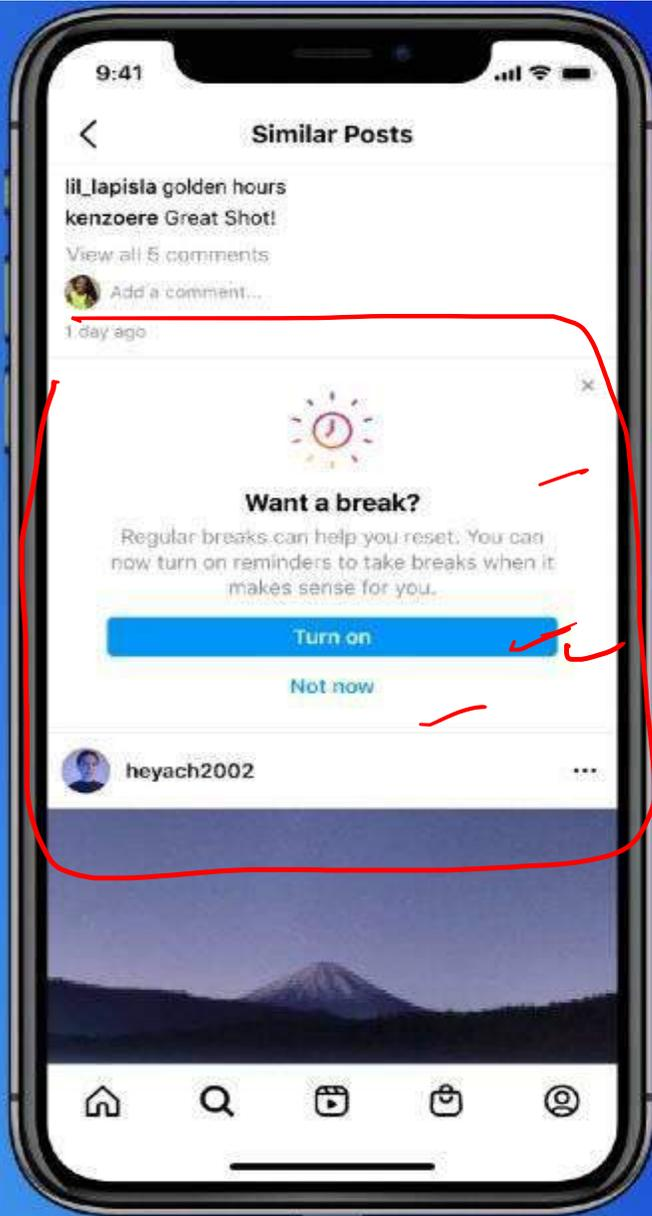 9:41
Similar Posts
lil_lapisla golden hours
kenzoere Great Shot!
View all 5 comments
Add a comment...
1 day ago
Want a break?
Regular breaks can help you reset. You can
now turn on reminders to take breaks when it
makes sense for you.
Turn on
Not now
heyach2002